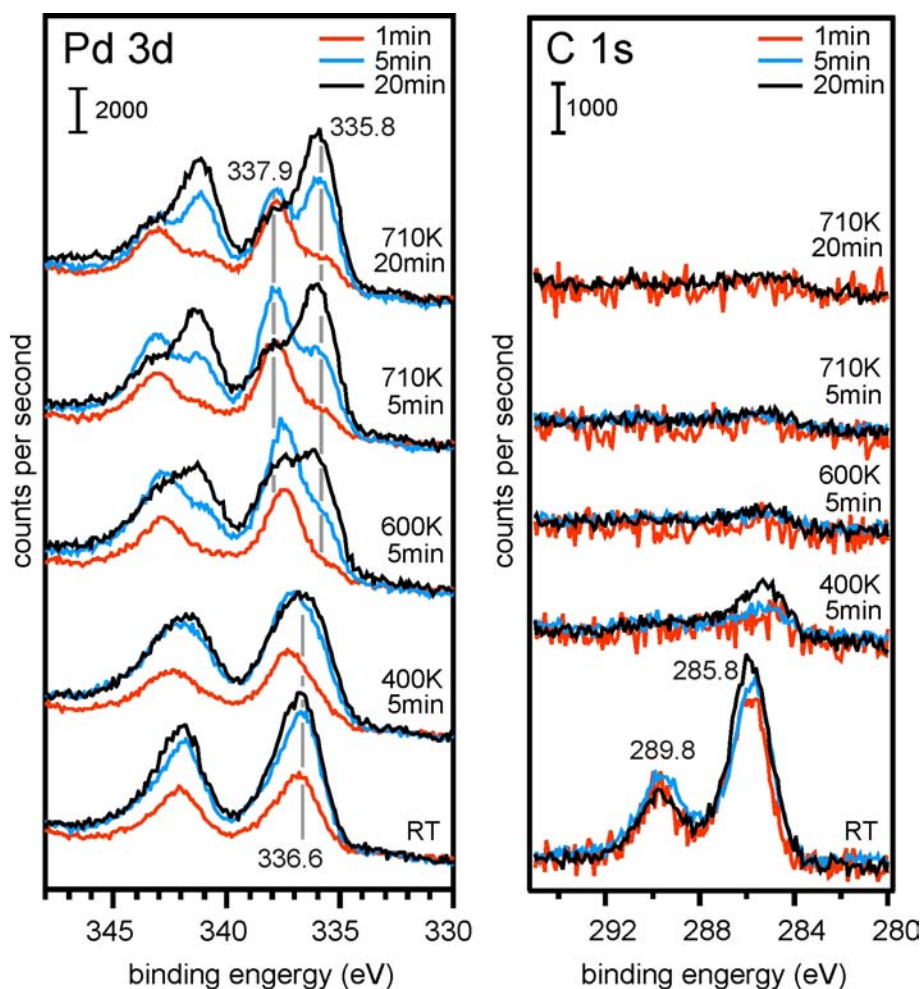 Pd 3d
1min
5min
20min
2000
335.8
337.9
710K
20min
710K
5min
600K
5min
400K
5min
RT
336.6
counts per second
345
340
335
330
binding engergy (eV)
C 1s
1min
5min
20min
1000
710K
20min
710K
5min
600K
5min
400K
5min
285.8
289.8
RT
counts per second
292
288
284
280
binding engergy (eV)